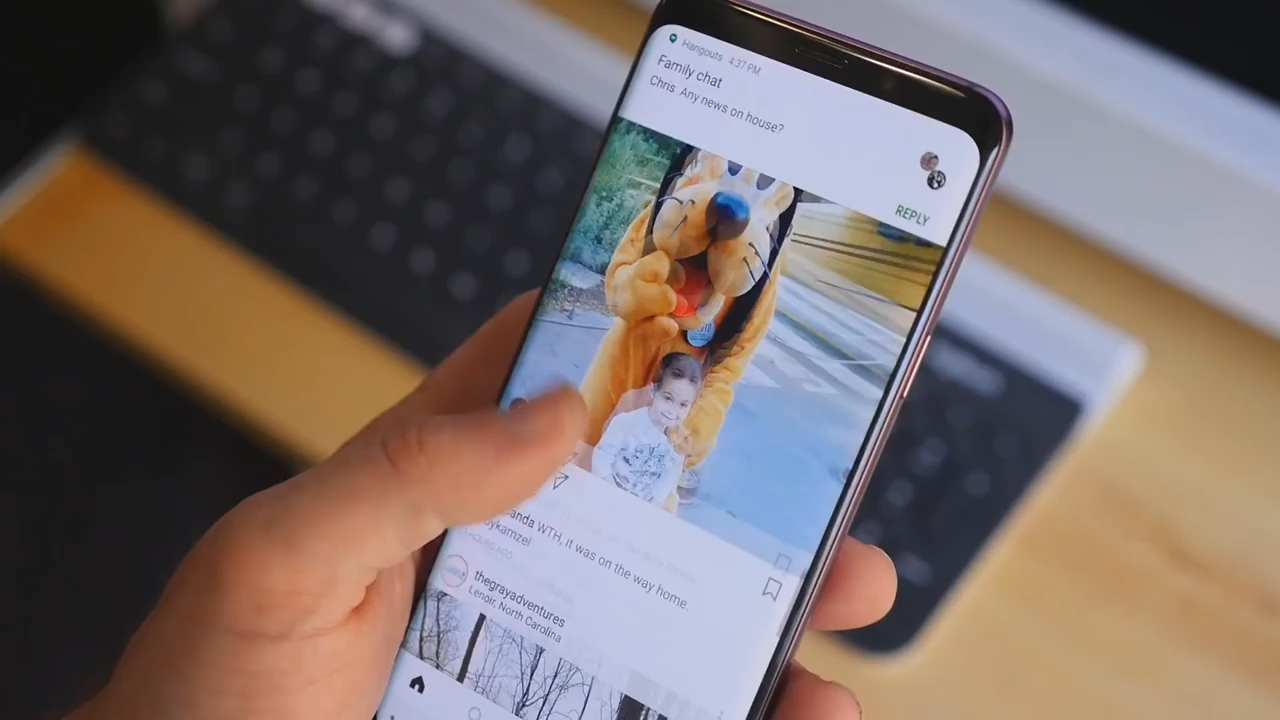 Hangouts 4:37 PM
Family chat
Chris Any news on house?
REPLY
WTH, it was on the way home.
thegrayadventures
Lenoir, North Carolina